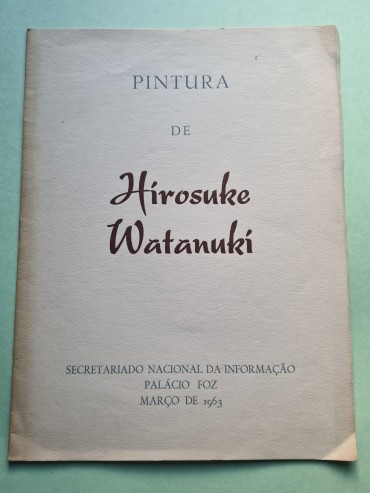 PINTURA
DE
Hirosuke
Watanuki
SECRETARIADO NACIONAL DA INFORMAÇÃO
PALÁCIO FOZ
MARÇO DE 1963